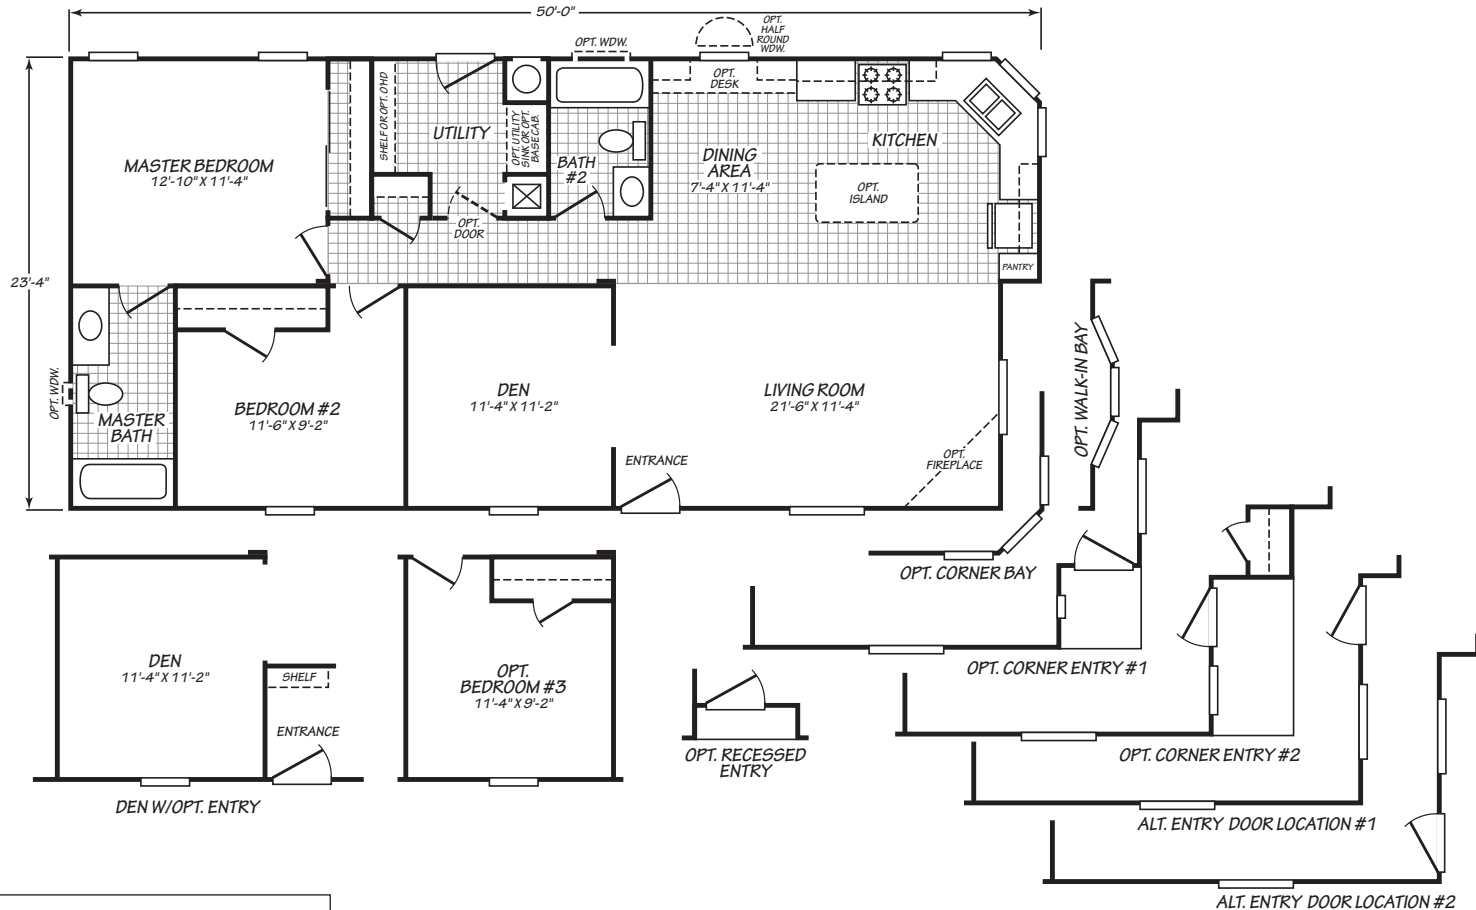 50'-0"
OPT.
HALF
ROUND
WDW.
OPT. WDW.
23'-4"
MASTER BEDROOM
12'-10" X 11'-4"
SHELF OR OPT. O'HD
UTILITY
OPT. UTILITY
SINK OR OPT.
BASE CAB.
OPT.
DOOR
BATH
#2
OPT.
DESK
DINING
AREA
7'-4" X 11'-4"
KITCHEN
OPT.
ISLAND
PANTRY
OPT. WDW.
MASTER
BATH
BEDROOM #2
11'-6" X 9'-2"
DEN
11'-4" X 11'-2"
LIVING ROOM
21'-6" X 11'-4"
ENTRANCE
OPT.
FIREPLACE
OPT. WALK-IN BAY
OPT. CORNER BAY
DEN
11'-4" X 11'-2"
SHELF
ENTRANCE
DEN W/OPT. ENTRY
OPT.
BEDROOM #3
11'-4" X 9'-2"
OPT. RECESSED
ENTRY
OPT. CORNER ENTRY #1
OPT. CORNER ENTRY #2
ALT. ENTRY DOOR LOCATION #1
ALT. ENTRY DOOR LOCATION #2